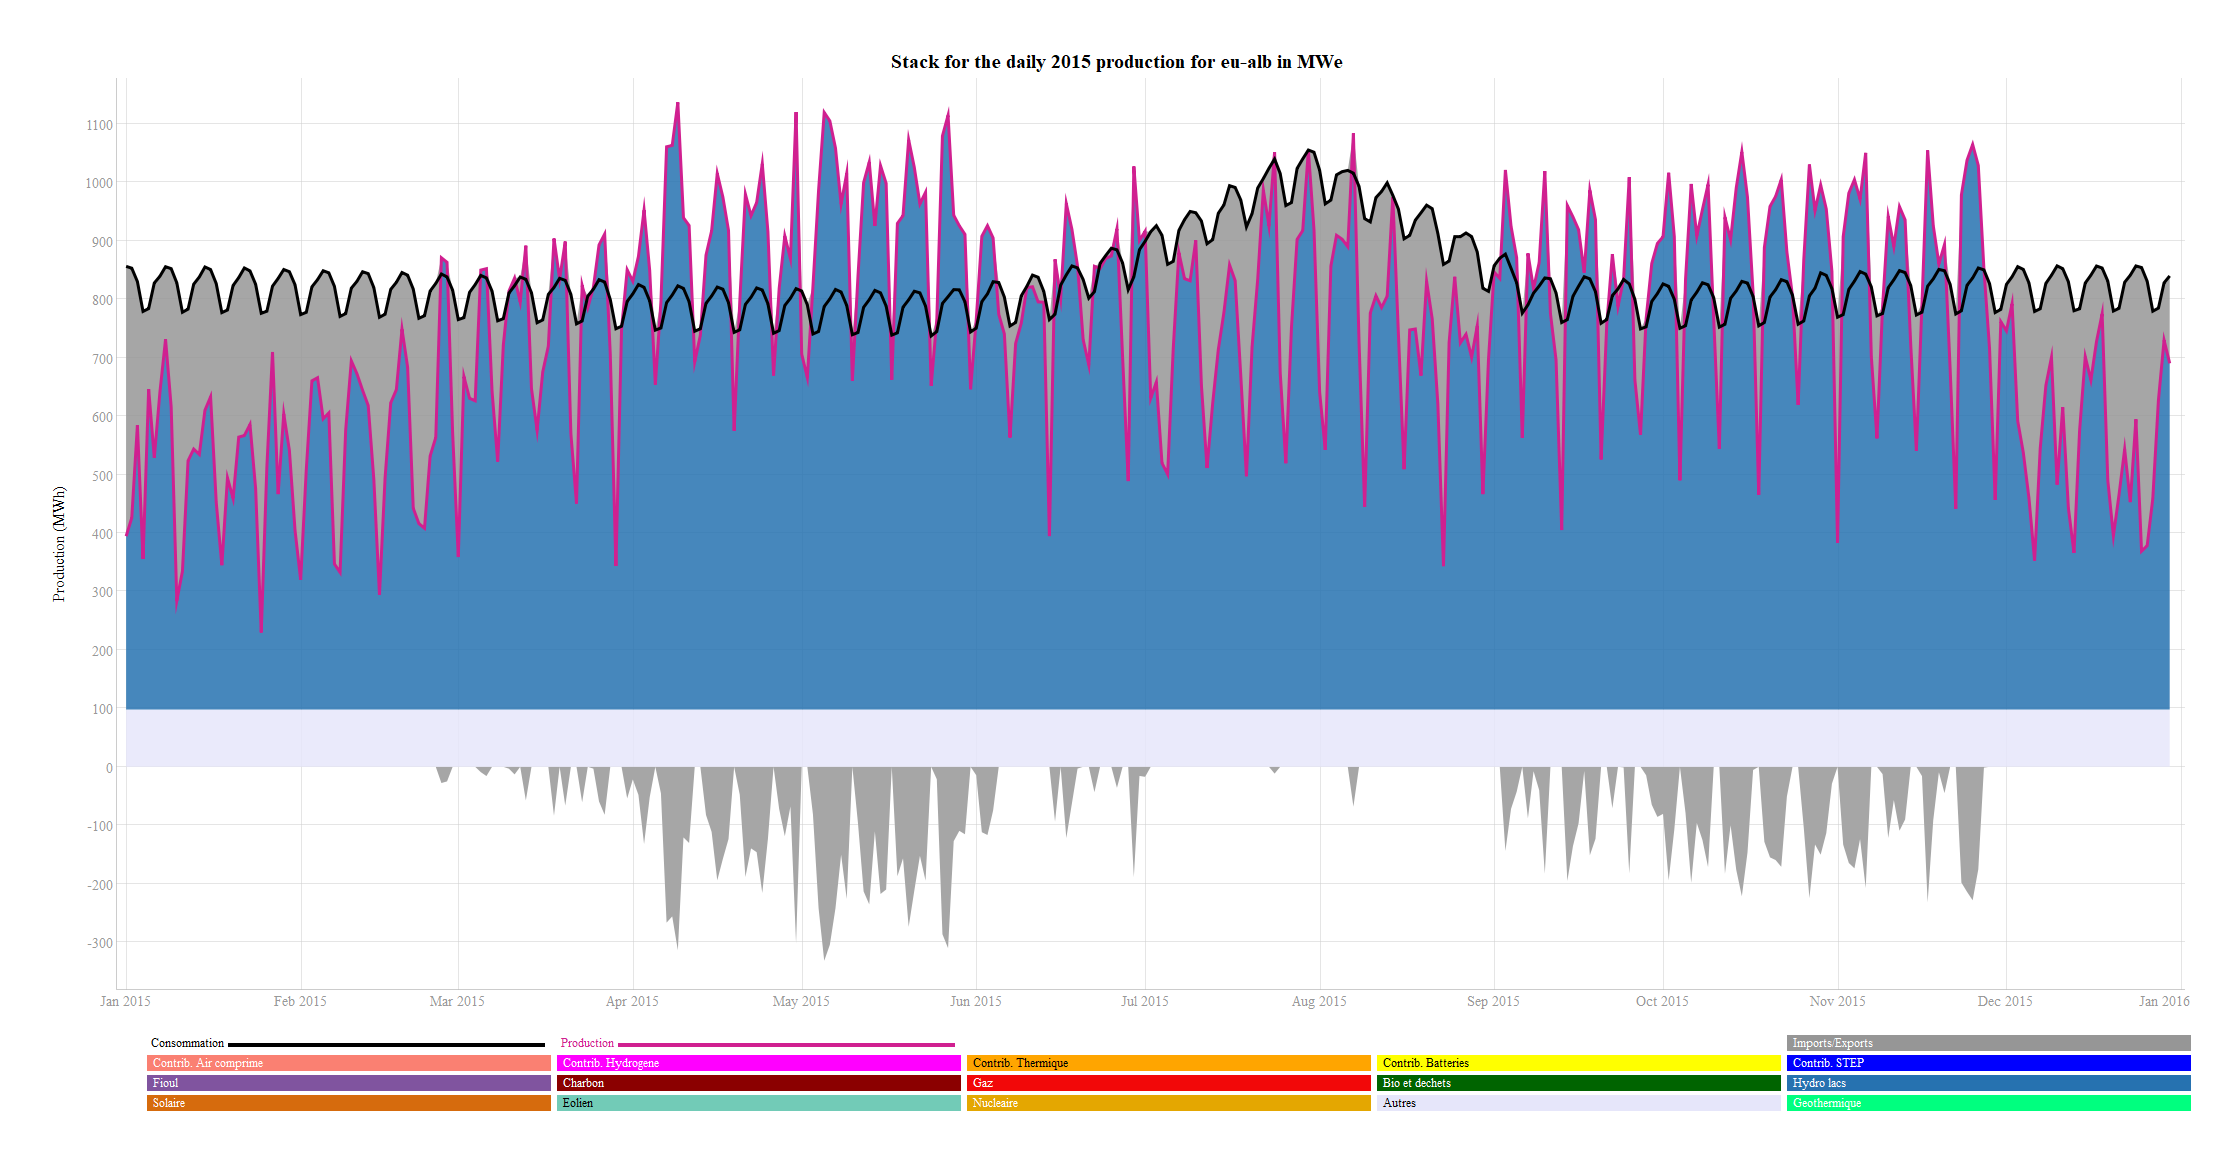 Stack for the daily 2015 production for eu-alb in MWe
Production (MWh)
1100
1000
900
800
700
600
500
400
300
200
100
0
-100
-200
-300
Jan 2015 Feb 2015 Mar 2015 Apr 2015 May 2015 Jun 2015 Jul 2015 Aug 2015 Sep 2015 Oct 2015 Nov 2015 Dec 2015 Jan 2016
Consommation Production Imports/Exports
Contrib. Air comprime Contrib. Hydrogene Contrib. Thermique Contrib. Batteries Contrib. STEP
Fioul Charbon Gaz Bio et dechets Hydro lacs
Solaire Eolien Nucleaire Autres Geothermique